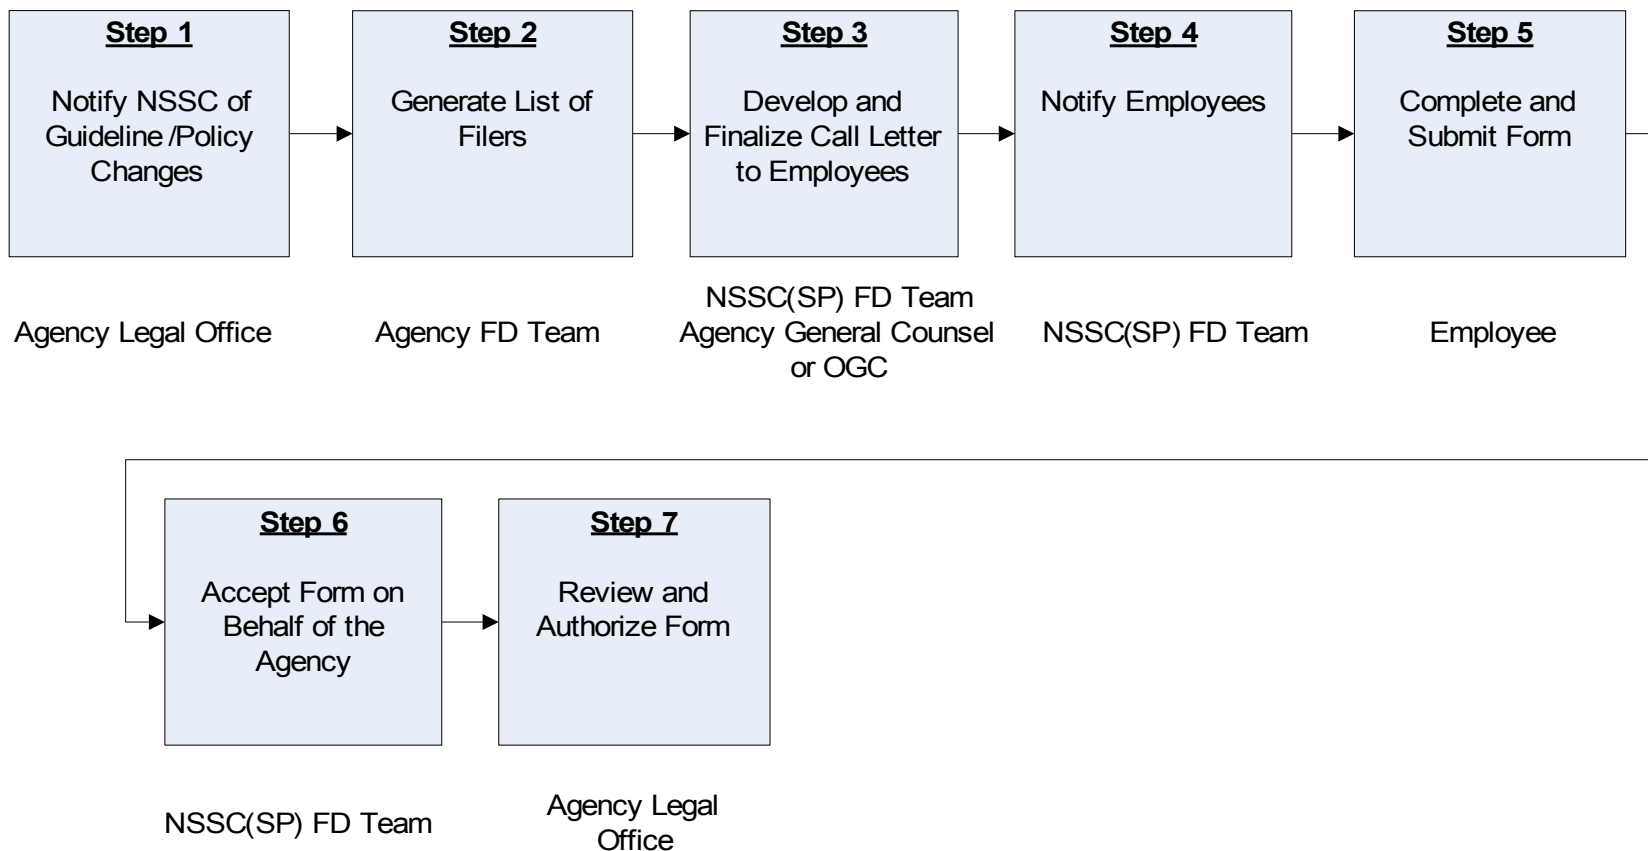 Step 1
Notify NSSC of
Guideline/Policy
Changes
Agency Legal Office
Step 2
Generate List of
Filers
Agency FD Team
Step 3
Develop and
Finalize Call Letter
to Employees
NSSC(SP) FD Team
Agency General Counsel
or OGC
Step 4
Notify Employees
NSSC(SP) FD Team
Step 5
Complete and
Submit Form
Employee
Step 6
Accept Form on
Behalf of the
Agency
NSSC(SP) FD Team
Step 7
Review and
Authorize Form
Agency Legal
Office